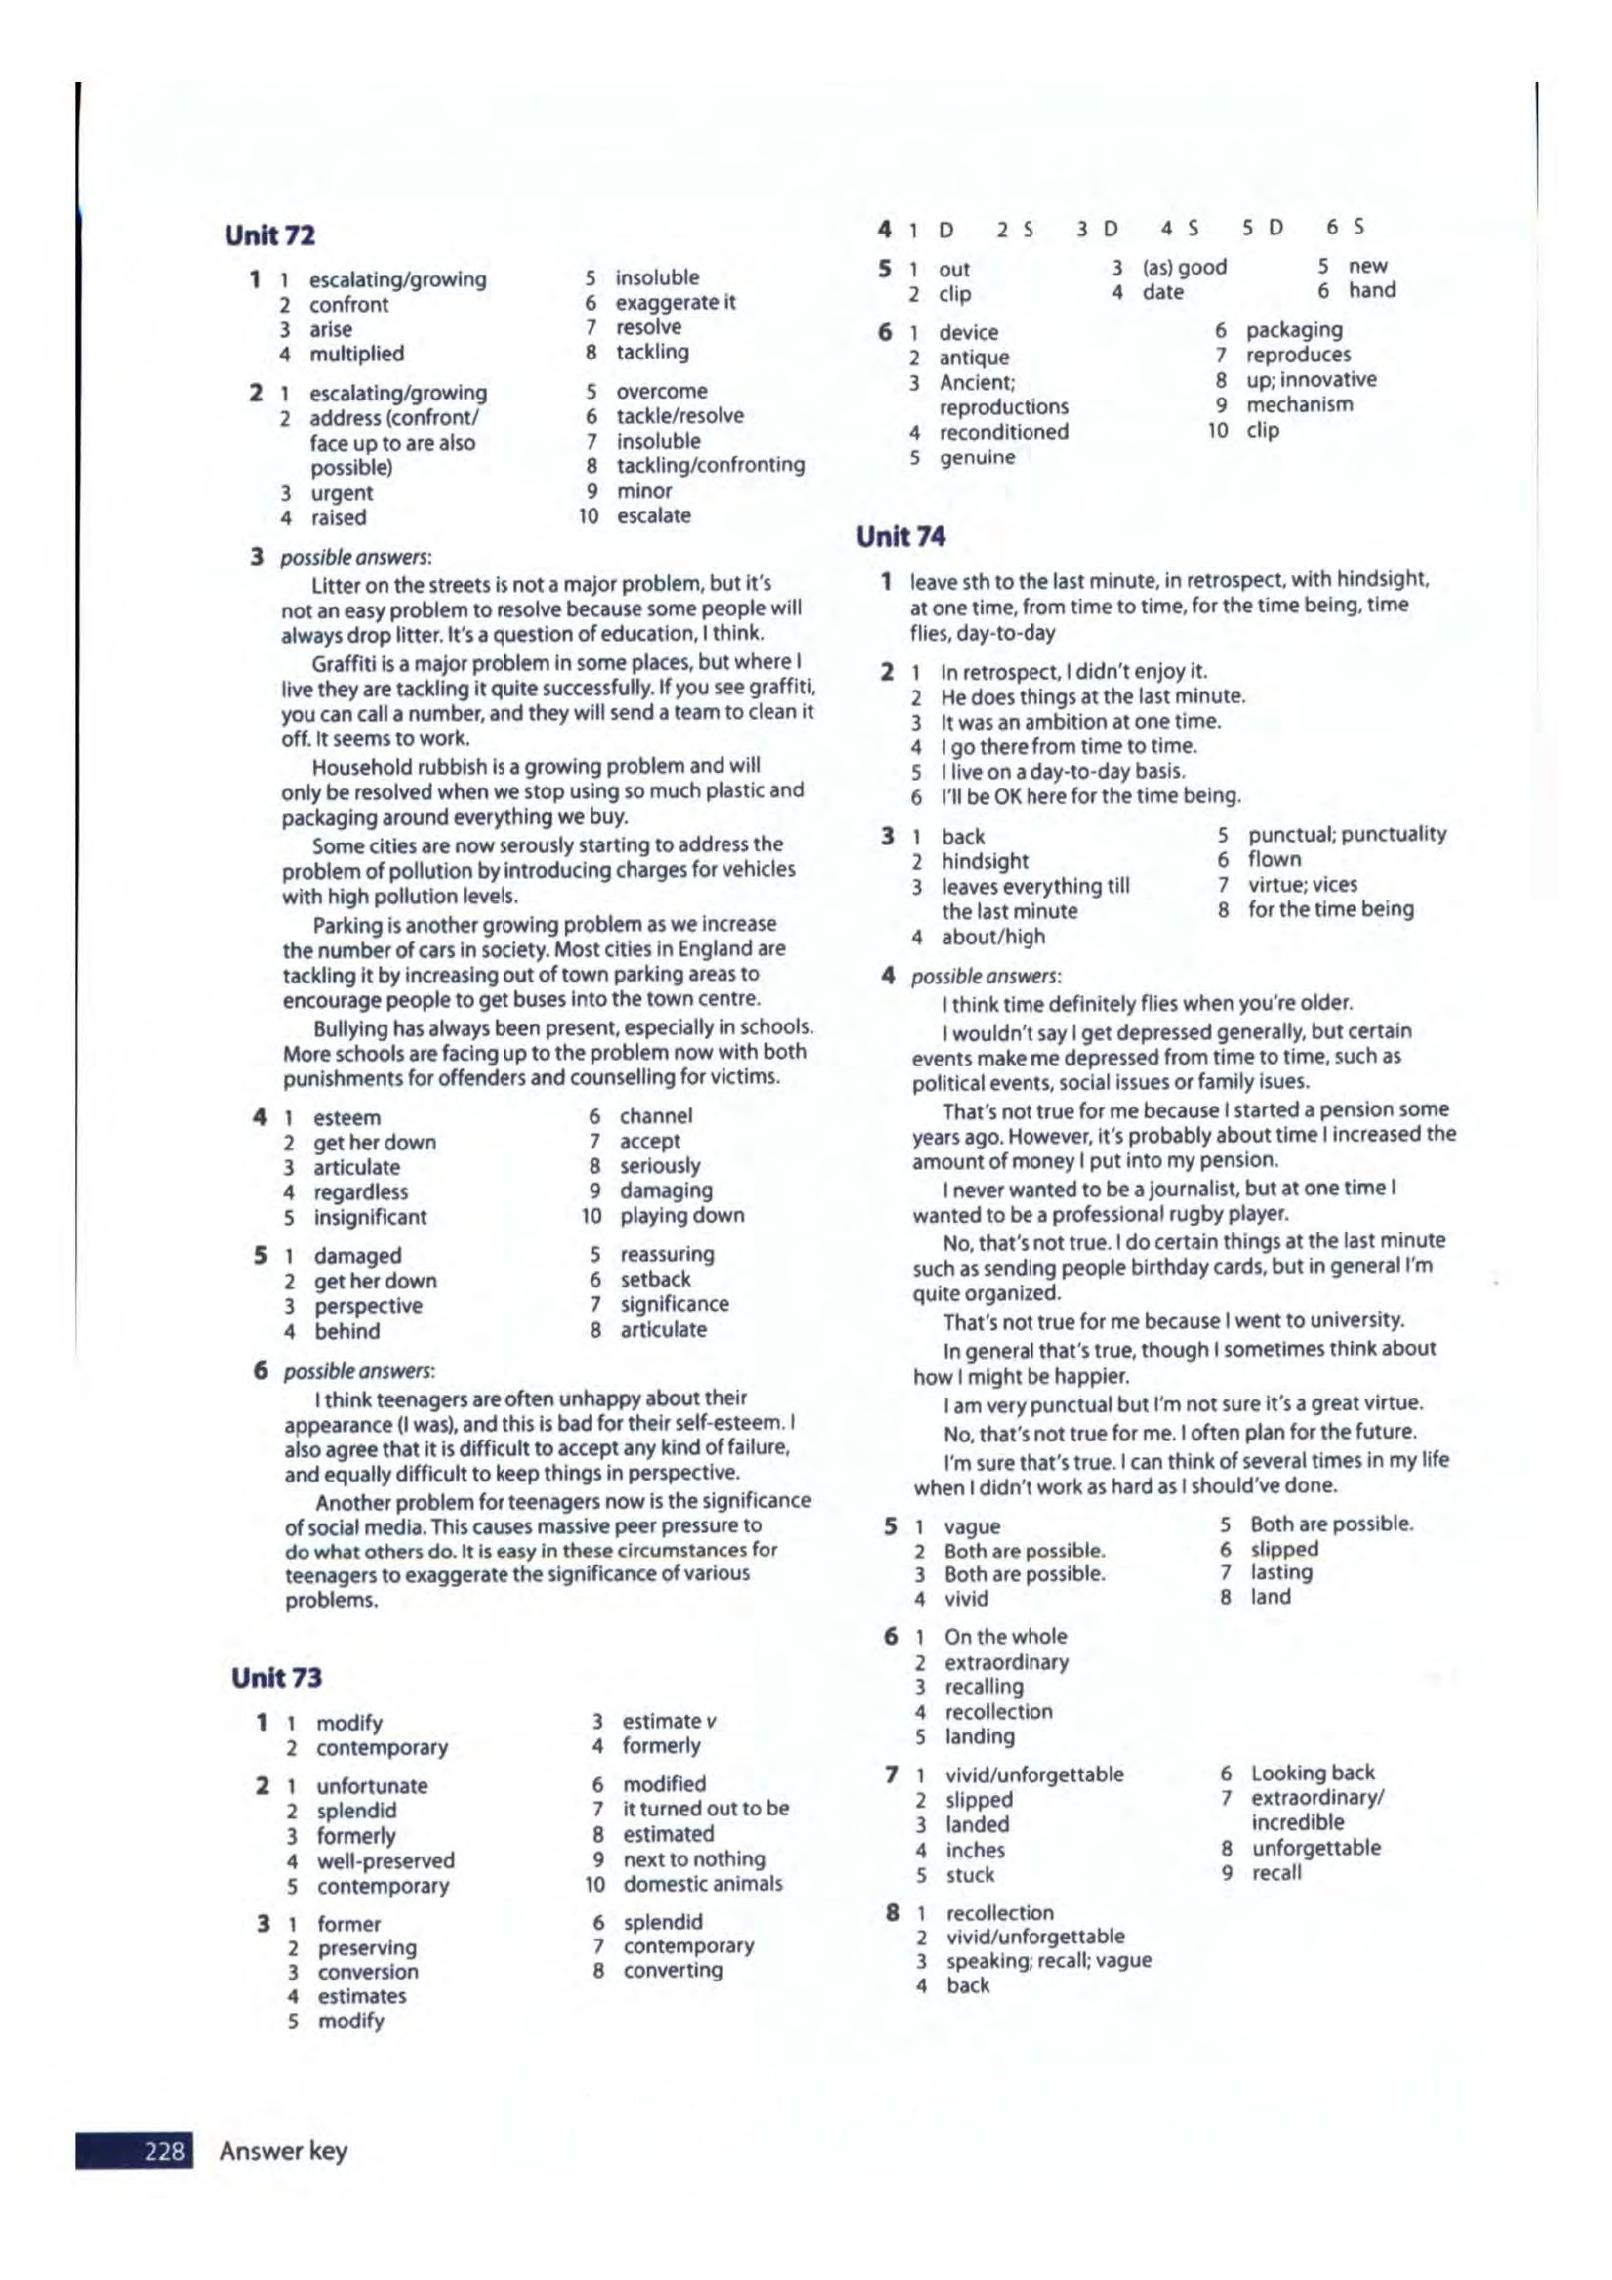 Unit 72
1 1 escalating/growing
2 confront
3 arise
4 multiplied
5 insoluble
6 exaggerate it
7 resolve
8 tackling
2 1 escalating/growing
2 address (confront/
face up to are also
possible)
3 urgent
4 raised
5 overcome
6 tackle/resolve
7 insoluble
8 tackling/confronting
9 minor
10 escalate
3 possible answers:
Litter on the streets is not a major problem, but it's
not an easy problem to resolve because some people will
always drop litter. It's a question of education, I think.
Graffiti is a major problem in some places, but where I
live they are tackling it quite successfully. If you see graffiti,
you can call a number, and they will send a team to clean it
off. It seems to work.
Household rubbish is a growing problem and will
only be resolved when we stop using so much plastic and
packaging around everything we buy.
Some cities are now serously starting to address the
problem of pollution by introducing charges for vehicles
with high pollution levels.
Parking is another growing problem as we increase
the number of cars in society. Most cities in England are
tackling it by increasing out of town parking areas to
encourage people to get buses into the town centre.
Bullying has always been present, especially in schools.
More schools are facing up to the problem now with both
punishments for offenders and counselling for victims.
4 1 esteem
2 get her down
3 articulate
4 regardless
5 insignificant
6 channel
7 accept
8 seriously
9 damaging
10 playing down
5 1 damaged
2 get her down
3 perspective
4 behind
5 reassuring
6 setback
7 significance
8 articulate
6 possible answers:
I think teenagers are often unhappy about their
appearance (I was), and this is bad for their self-esteem. I
also agree that it is difficult to accept any kind of failure,
and equally difficult to keep things in perspective.
Another problem for teenagers now is the significance
of social media. This causes massive peer pressure to
do what others do. It is easy in these circumstances for
teenagers to exaggerate the significance of various
problems.
Unit 73
1 1 modify
2 contemporary
3 estimate v
4 formerly
2 1 unfortunate
2 splendid
3 formerly
4 well-preserved
5 contemporary
6 modified
7 it turned out to be
8 estimated
9 next to nothing
10 domestic animals
3 1 former
2 preserving
3 conversion
4 estimates
5 modify
6 splendid
7 contemporary
8 converting
4 1 D 2 S 3 D 4 S 5 D 6 S
5 1 out
2 clip
3 (as) good
4 date
5 new
6 hand
6 1 device
2 antique
3 Ancient;
reproductions
4 reconditioned
5 genuine
6 packaging
7 reproduces
8 up; innovative
9 mechanism
10 clip
Unit 74
1 leave sth to the last minute, in retrospect, with hindsight,
at one time, from time to time, for the time being, time
flies, day-to-day
2 1 In retrospect, I didn't enjoy it.
2 He does things at the last minute.
3 It was an ambition at one time.
4 I go there from time to time.
5 I live on a day-to-day basis.
6 I'll be OK here for the time being.
3 1 back
2 hindsight
3 leaves everything till
the last minute
4 about/high
5 punctual; punctuality
6 flown
7 virtue; vices
8 for the time being
4 possible answers:
I think time definitely flies when you're older.
I wouldn't say I get depressed generally, but certain
events make me depressed from time to time, such as
political events, social issues or family isues.
That's not true for me because I started a pension some
years ago. However, it's probably about time I increased the
amount of money I put into my pension.
I never wanted to be a journalist, but at one time I
wanted to be a professional rugby player.
No, that's not true. I do certain things at the last minute
such as sending people birthday cards, but in general I'm
quite organized.
That's not true for me because I went to university.
In general that's true, though I sometimes think about
how I might be happier.
I am very punctual but I'm not sure it's a great virtue.
No, that's not true for me. I often plan for the future.
I'm sure that's true. I can think of several times in my life
when I didn't work as hard as I should've done.
5 1 vague
2 Both are possible.
3 Both are possible.
4 vivid
5 Both are possible.
6 slipped
7 lasting
8 land
6 1 On the whole
2 extraordinary
3 recalling
4 recollection
5 landing
7 1 vivid/unforgettable
2 slipped
3 landed
4 inches
5 stuck
6 Looking back
7 extraordinary/
incredible
8 unforgettable
9 recall
8 1 recollection
2 vivid/unforgettable
3 speaking; recall; vague
4 back
228 Answer key